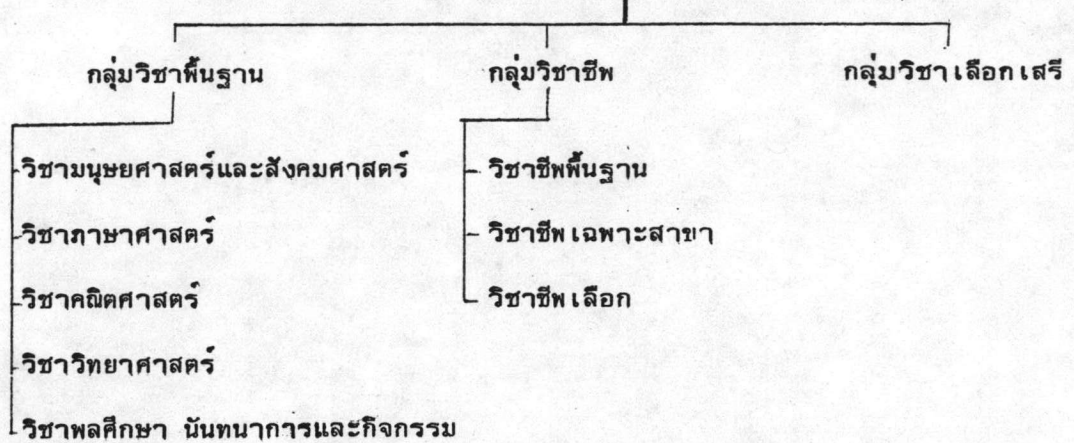 กลุ่มวิชาพื้นฐาน
วิชามนุษยศาสตร์และสังคมศาสตร์
วิชาภาษาศาสตร์
วิชาคณิตศาสตร์
วิชาวิทยาศาสตร์
วิชาพลศึกษา นันทนาการและกิจกรรม
กลุ่มวิชาชีพ
วิชาชีพพื้นฐาน
วิชาชีพเฉพาะสาขา
วิชาชีพเลือก
กลุ่มวิชาเลือกเสรี